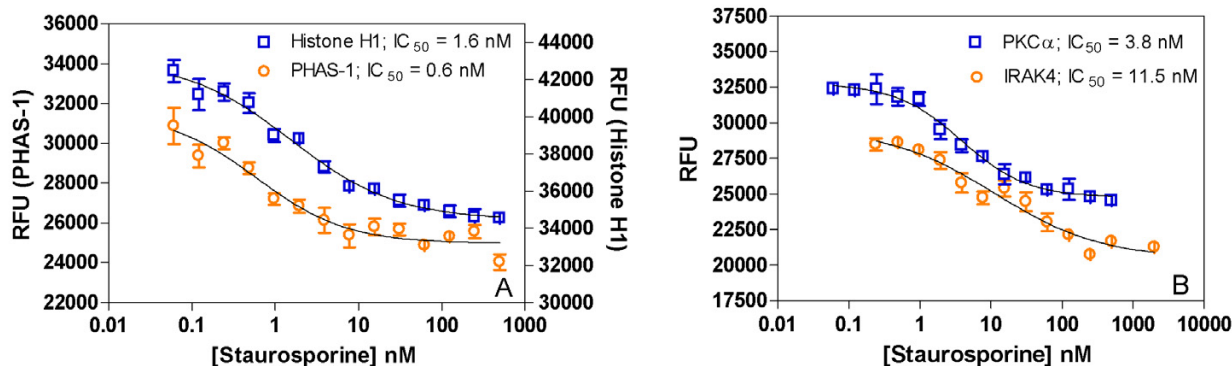 34000
32000
30000
28000
26000
24000
22000
RFU (PHAS-1)
Histone H1; IC50 = 1.6 nM
PHAS-1; IC50 = 0.6 nM
44000
42000
40000
38000
36000
34000
32000
30000
RFU (Histone H1)
A
0.01 0.1 1 10 100 1000
[Staurosporine] nM
37500
35000
32500
30000
27500
25000
22500
20000
17500
RFU
PKCα; IC50 = 3.8 nM
IRAK4; IC50 = 11.5 nM
B
0.01 0.1 1 10 100 1000 10000
[Staurosporine] nM